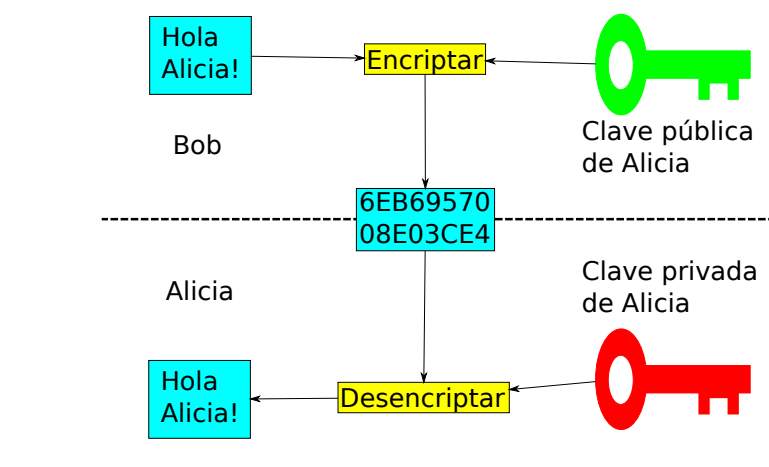 Hola
Alicia!
Encriptar
Clave pública
de Alicia
Bob
6EB69570
08E03CE4
Alicia
Clave privada
de Alicia
Hola
Alicia!
Desencriptar